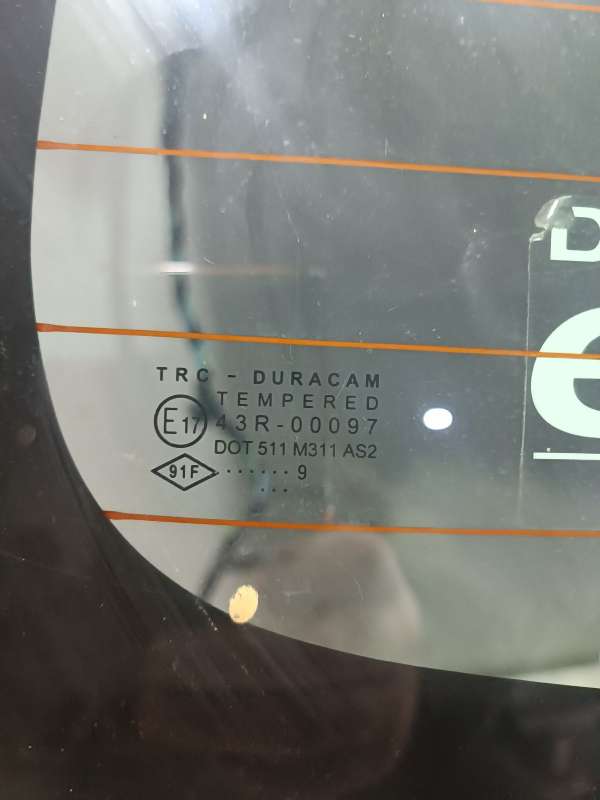 TRC - DURACAM
TEMPERED
E17 43R-00097
DOT 511 M311 AS2
91F ······ 9
···
D
e